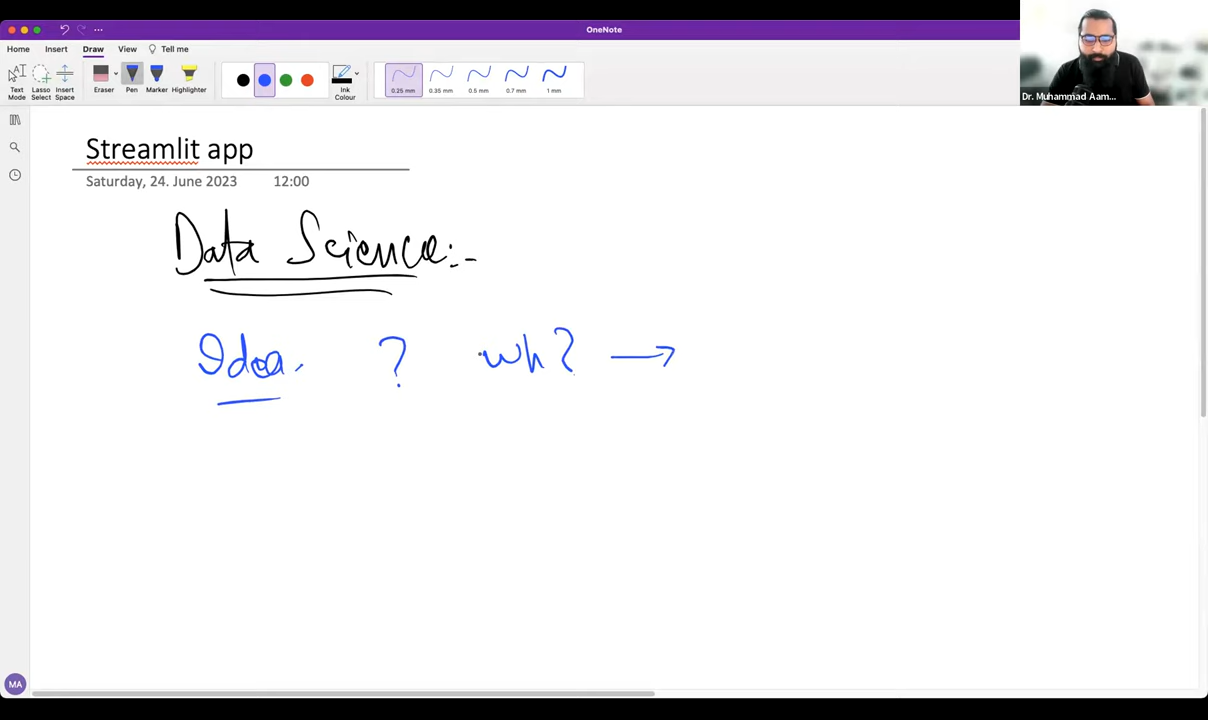 OneNote
Home Insert Draw View Tell me
Text Mode
Lasso Select
Insert Space
Eraser
Pen
Marker
Highlighter
Ink Colour
0.25 mm
0.35 mm
0.5 mm
0.7 mm
1 mm
Dr. Muhammad Aam...
Streamlit app
Saturday, 24. June 2023 12:00
Data Science:-
Idea. ? wh? →
MA